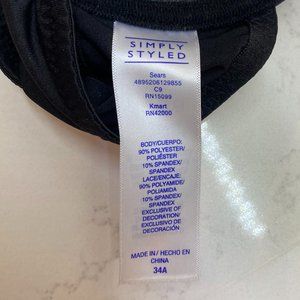 SIMPLY
STYLED
Sears
4895206129855
C9
RN15099
Kmart
RN42000
BODY/CUERPO:
90% POLYESTER/
POLIÉSTER
10% SPANDEX/
SPANDEX
LACE/ENCAJE:
90% POLYAMIDE/
POLIAMIDA
10% SPANDEX/
SPANDEX
EXCLUSIVE OF
DECORATION/
EXCLUSIVO DE
DECORACIÓN
MADE IN / HECHO EN
CHINA
34A